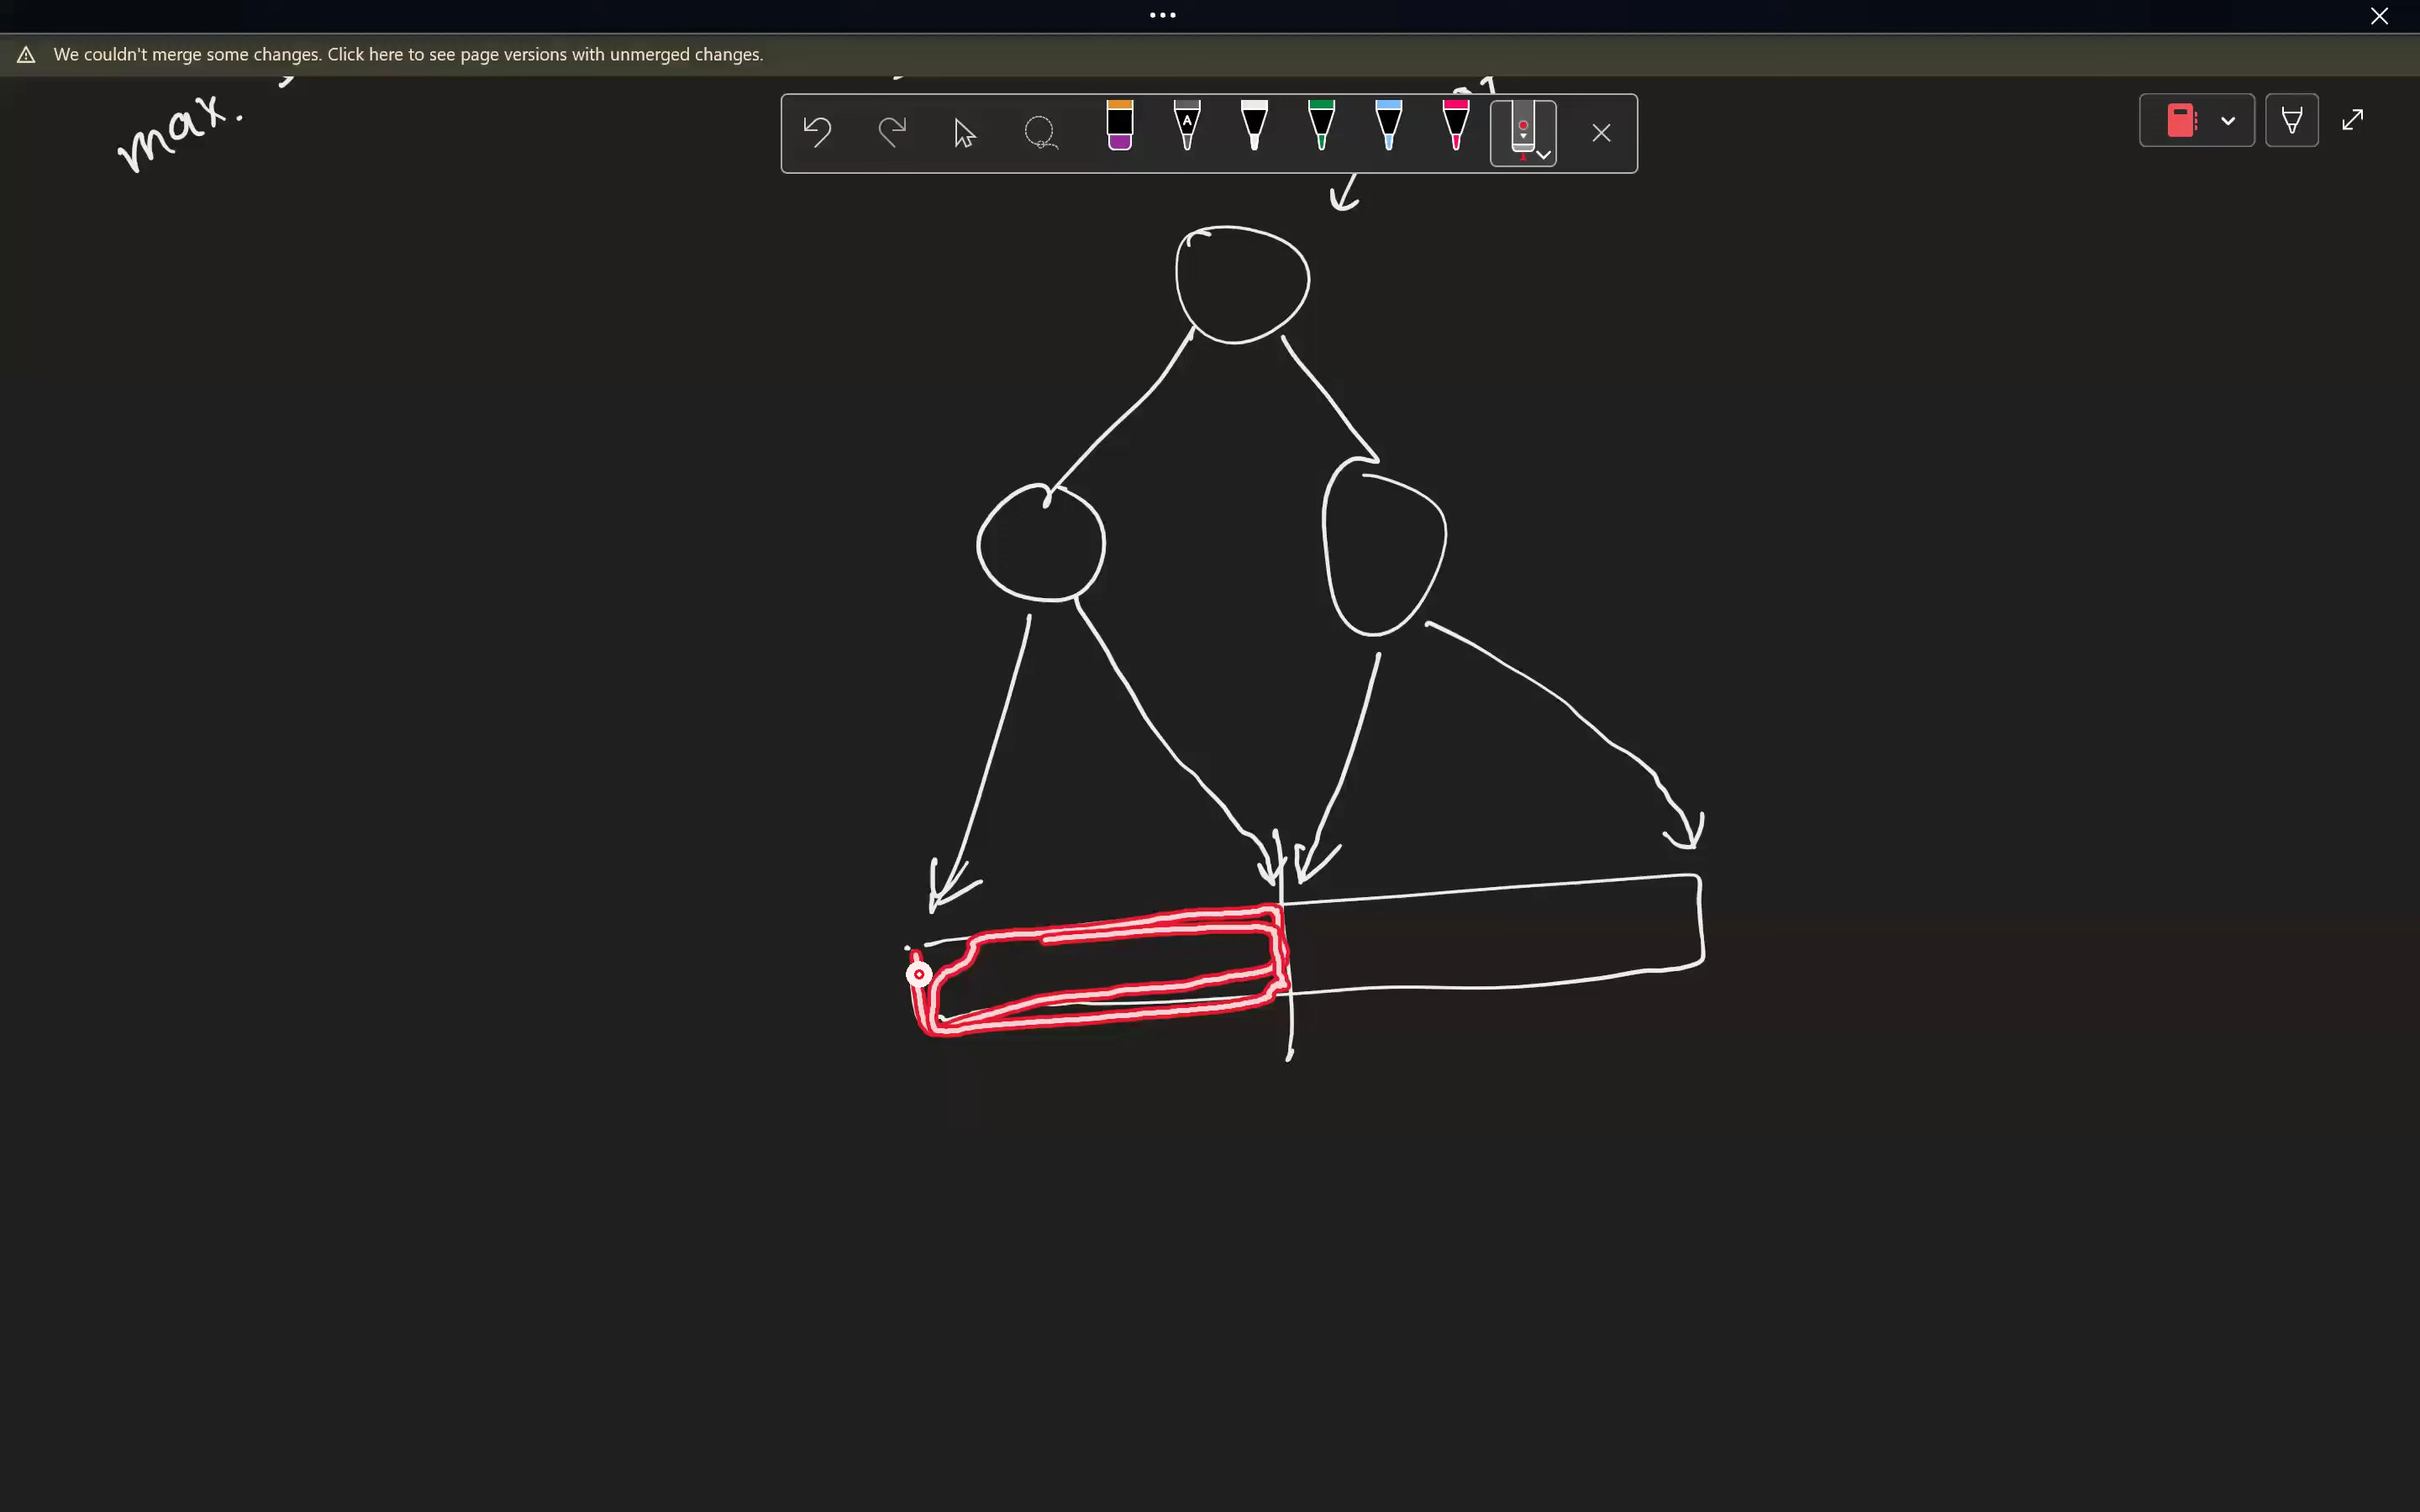 We couldn't merge some changes. Click here to see page versions with unmerged changes.
max.
A